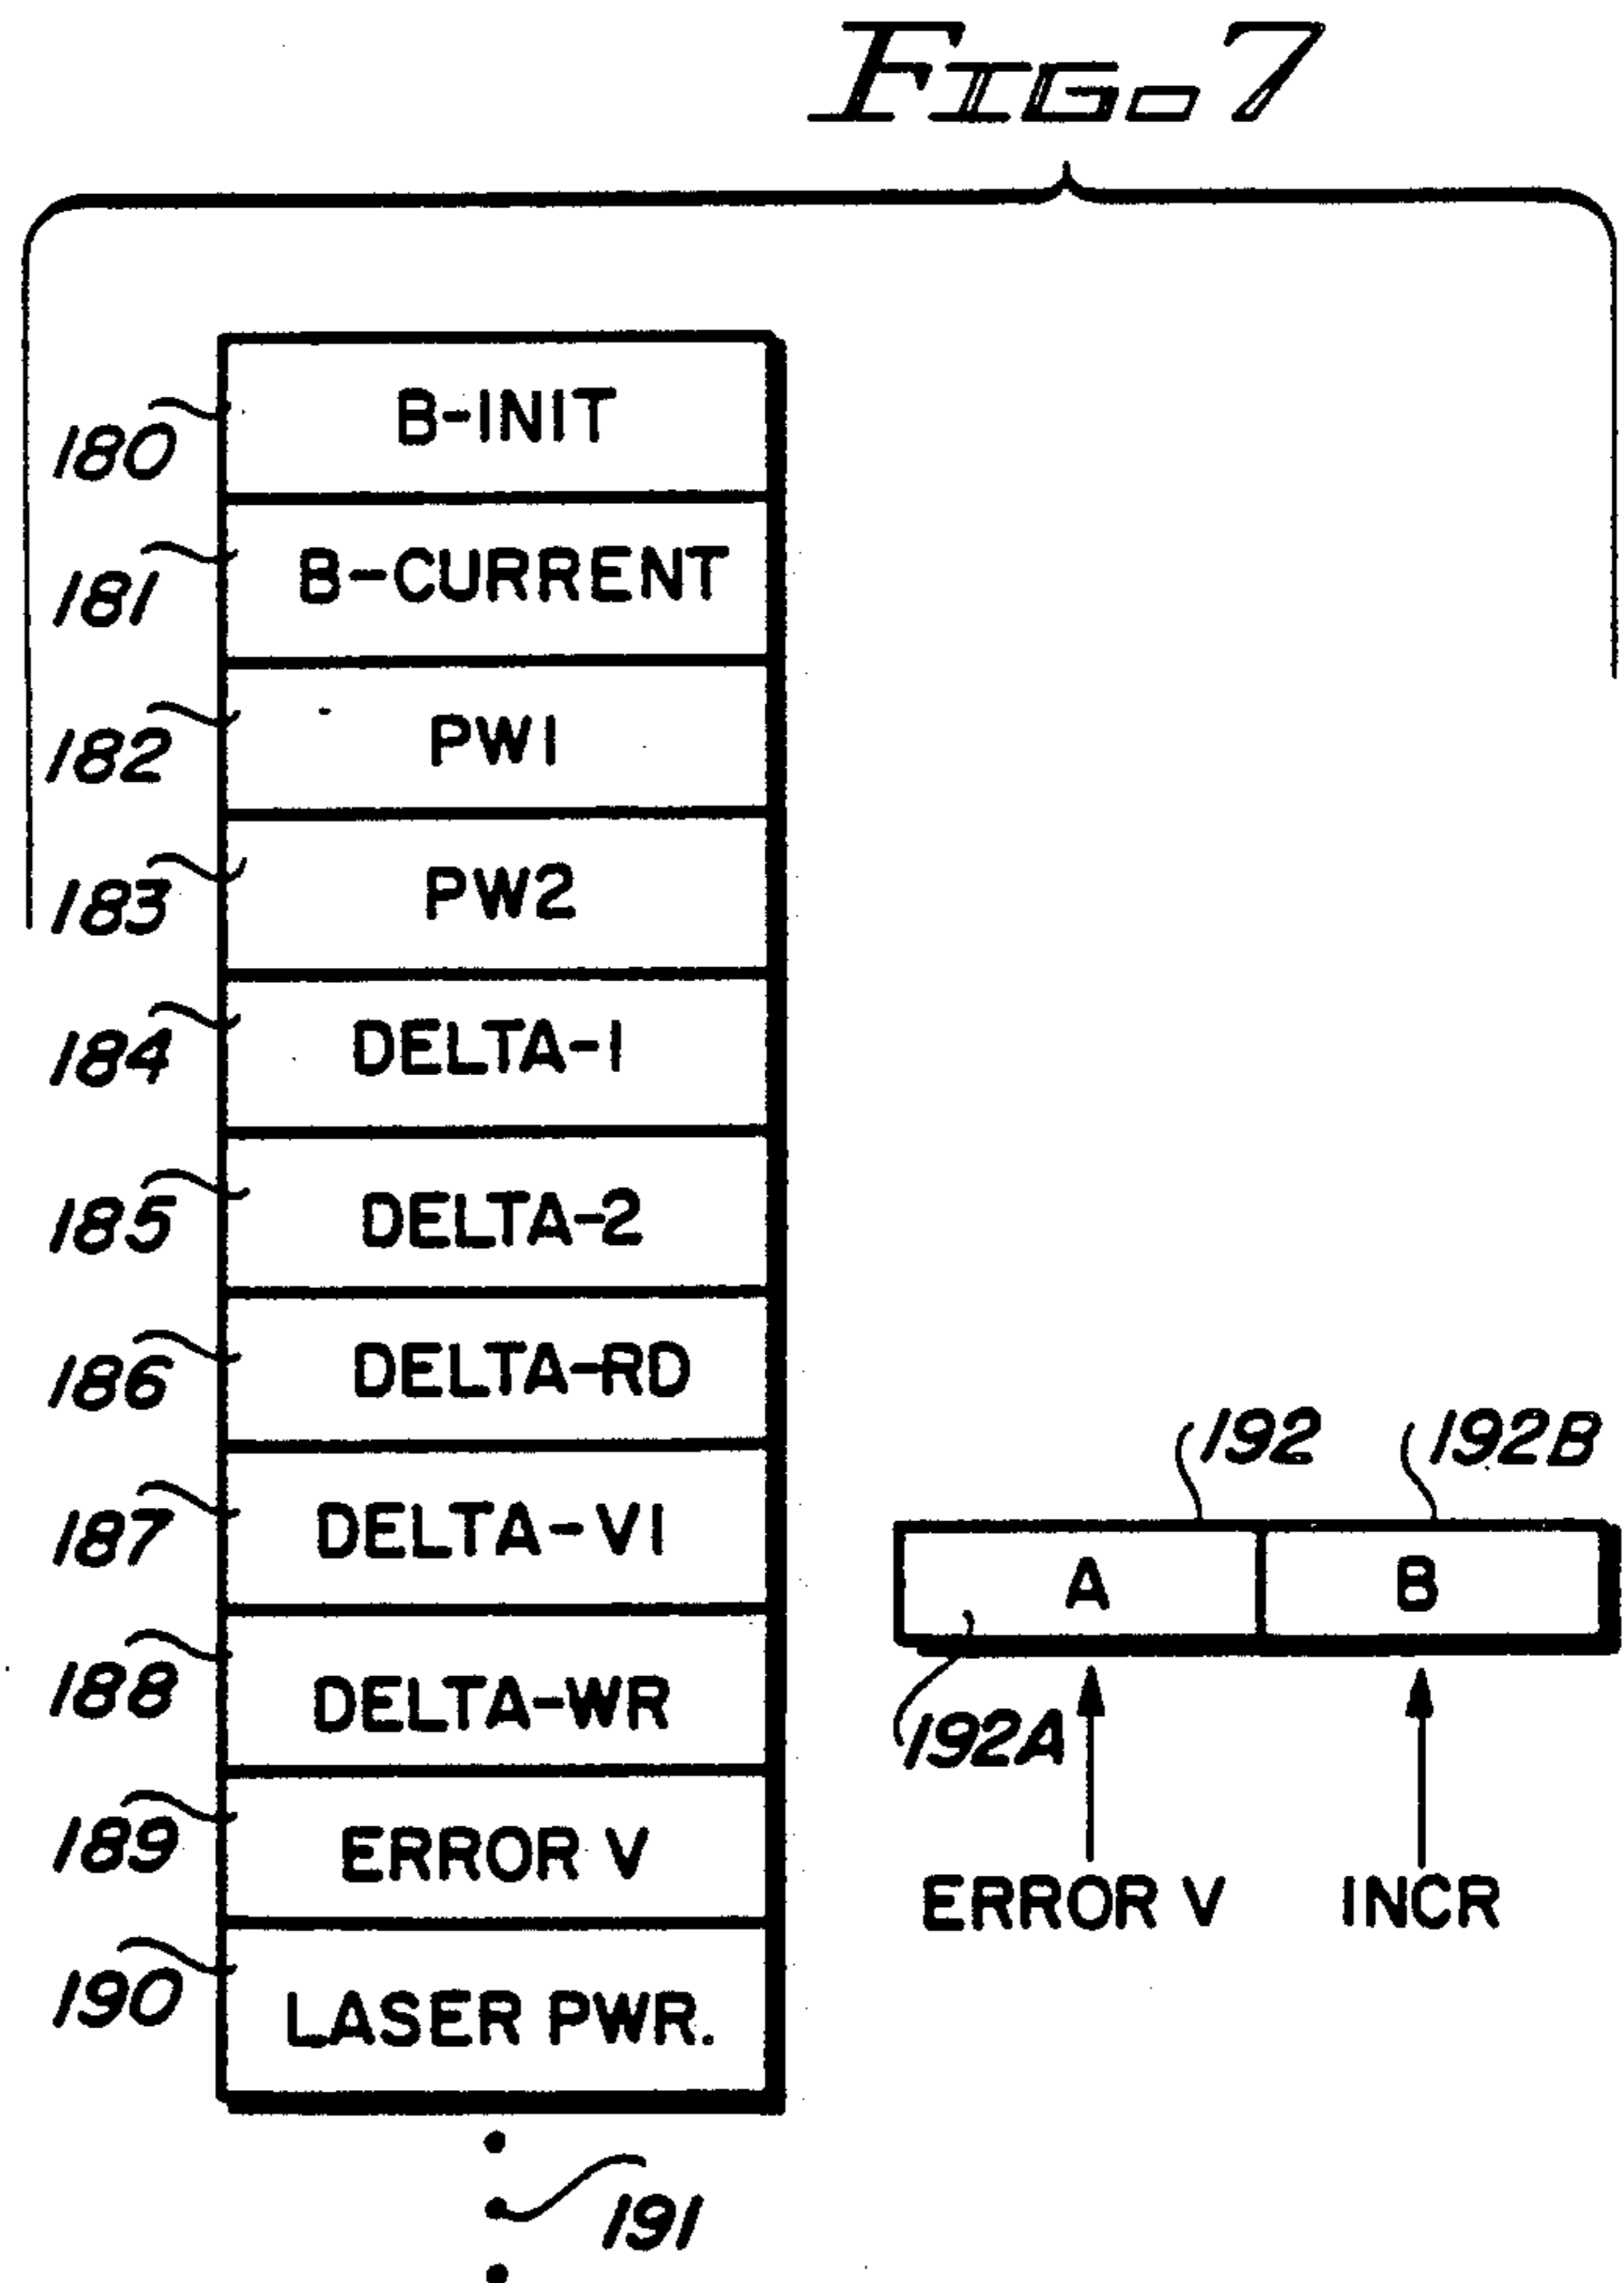 FIG. 7
180 B-INIT
181 B-CURRENT
182 PW1
183 PW2
184 DELTA-1
185 DELTA-2
186 DELTA-RD
187 DELTA-V1
188 DELTA-WR
189 ERROR V
190 LASER PWR.
191
192 192B
A B
192A
ERROR V INCR